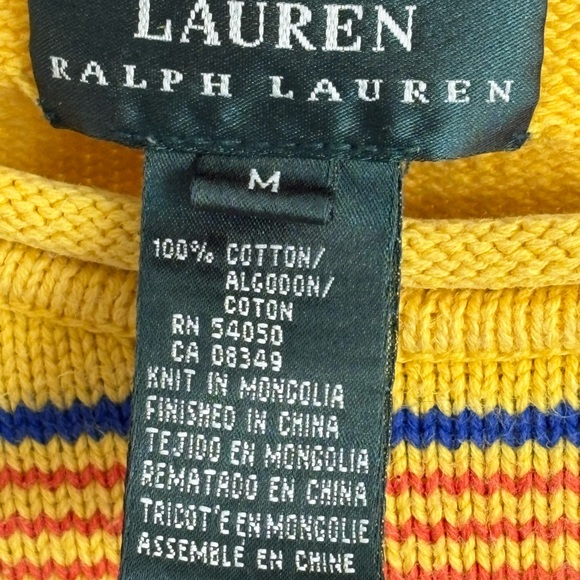 LAUREN
RALPH LAUREN
M
100% COTTON/
ALGODON/
COTON
RN 54050
CA 08349
KNIT IN MONGOLIA
FINISHED IN CHINA
TEJIDO EN MONGOLIA
REMATADO EN CHINA
TRICOT'E EN MONGOLIE
ASSEMBLE EN CHINE